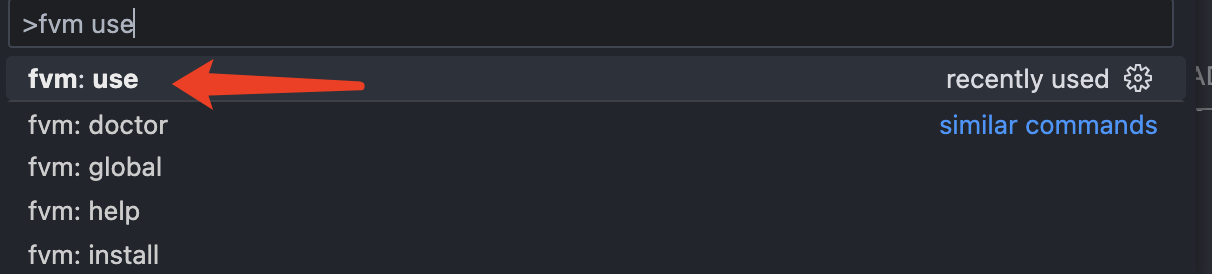 >fvm use
fvm: use recently used
fvm: doctor similar commands
fvm: global
fvm: help
fvm: install